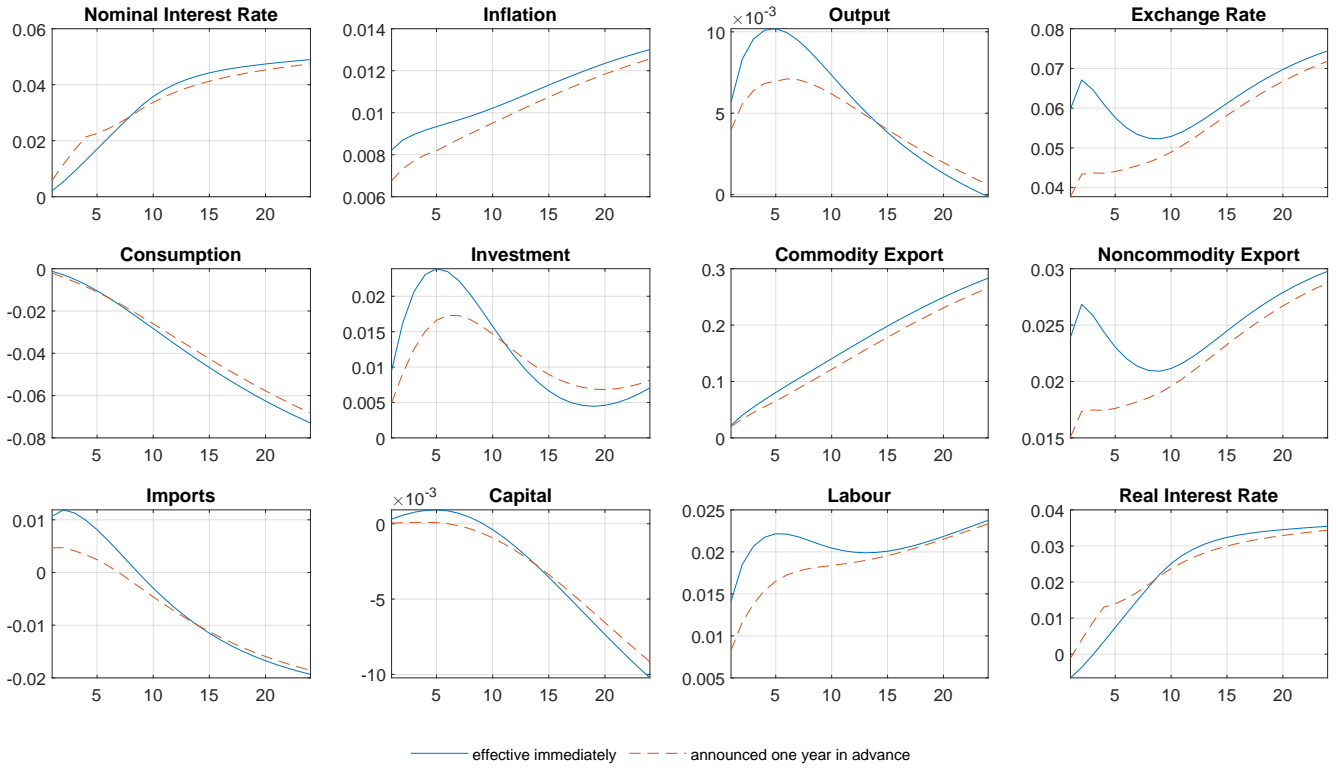 Nominal Interest Rate
0.06
0.04
0.02
0
5 10 15 20
Inflation
0.014
0.012
0.01
0.008
0.006
5 10 15 20
Output
×10⁻³
10
5
0
5 10 15 20
Exchange Rate
0.08
0.07
0.06
0.05
0.04
5 10 15 20
Consumption
0
-0.02
-0.04
-0.06
-0.08
5 10 15 20
Investment
0.02
0.015
0.01
0.005
0
5 10 15 20
Commodity Export
0.3
0.2
0.1
0
5 10 15 20
Noncommodity Export
0.03
0.025
0.02
0.015
5 10 15 20
Imports
0.01
0
-0.01
-0.02
5 10 15 20
Capital
×10⁻³
0
-5
-10
5 10 15 20
Labour
0.025
0.02
0.015
0.01
0.005
5 10 15 20
Real Interest Rate
0.04
0.03
0.02
0.01
0
5 10 15 20
effective immediately announced one year in advance